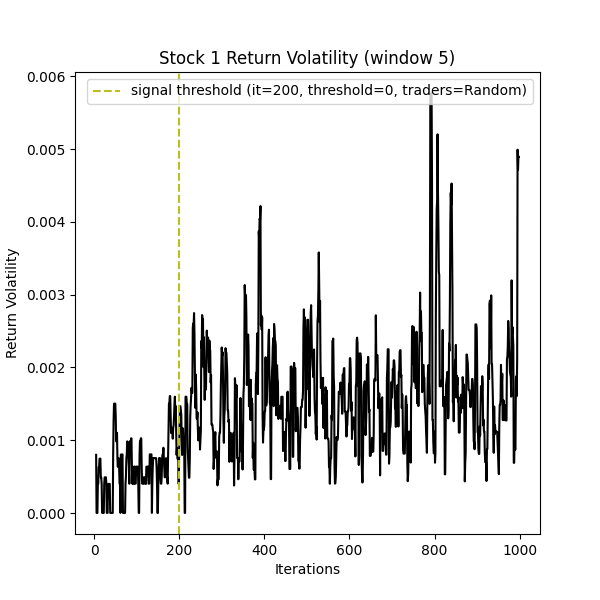 Stock 1 Return Volatility (window 5)
signal threshold (it=200, threshold=0, traders=Random)
0.006
0.005
0.004
0.003
0.002
0.001
0.000
Return Volatility
0 200 400 600 800 1000
Iterations